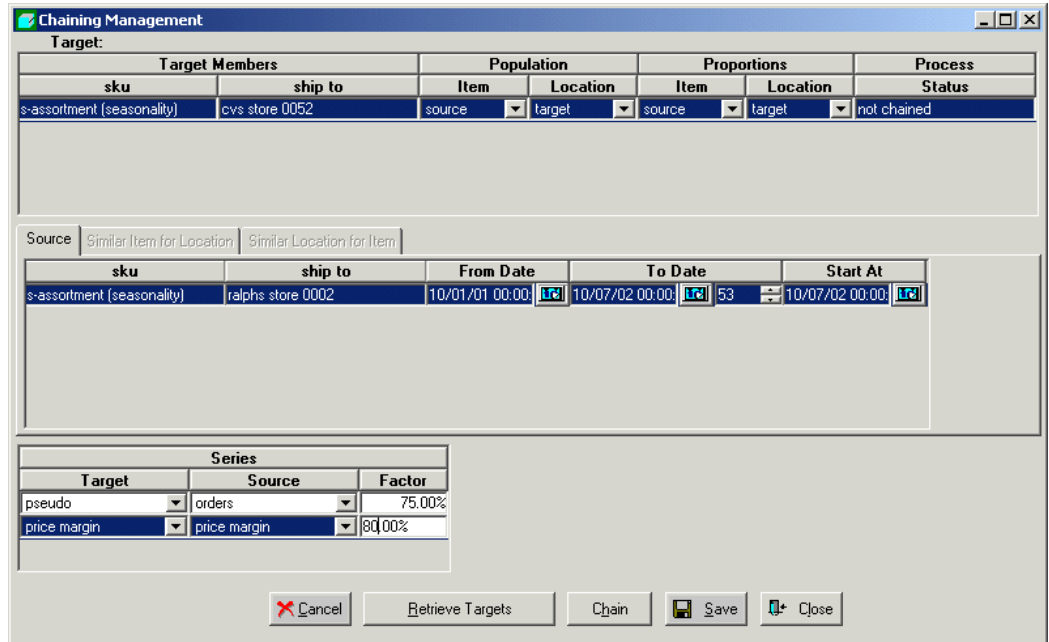 Chaining Management
Target:
Target Members Population Proportions Process
sku ship to Item Location Item Location Status
s-assortment (seasonality) cvs store 0052 source target source target not chained
Source Similar Item for Location Similar Location for Item
sku ship to From Date To Date Start At
s-assortment (seasonality) ralphs store 0002 10/01/01 00:00: 10/07/02 00:00: 53 10/07/02 00:00:
Series
Target Source Factor
pseudo orders 75.00%
price margin price margin 80.00%
Cancel Retrieve Targets Chain Save Close